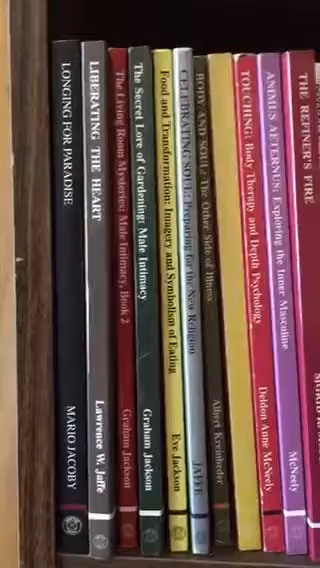 LONGING FOR PARADISE MARIO JACOBY
LIBERATING THE HEART Lawrence W. Jaffe
The Living Room Mysteries: Male Intimacy, Book 2 Graham Jackson
The Secret Lore of Gardening: Male Intimacy Graham Jackson
Food and Transformation: Imagery and Symbolism of Eating Eve Jackson
CELEBRATING SOUL: Preparing for the New Religion JAFFE
BODY AND SOUL: The Other Side of Illness Albert Kreinheder
TOUCHING: Body Therapy and Depth Psychology Deldon Anne McNeely
ANIMUS AETERNUS: Exploring the Inner Masculine McNeely
THE REFINER'S FIRE